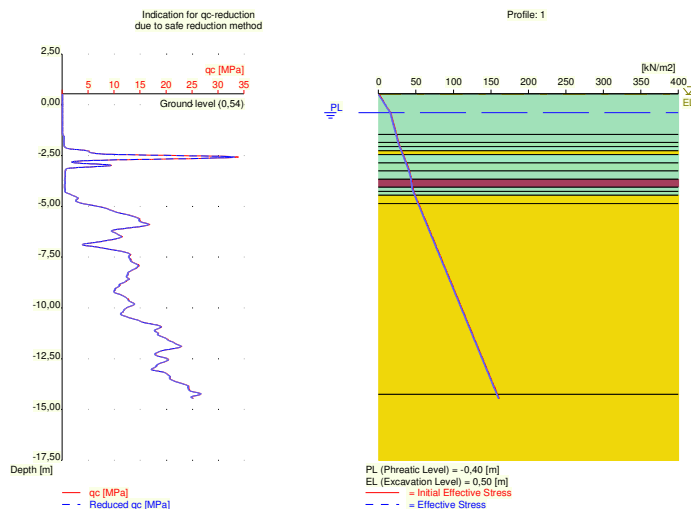 Indication for qc-reduction
due to safe reduction method
2,50
qc [MPa]
5 10 15 20 25 30 35
0,00
Ground level (0,54)
-2,50
-5,00
-7,50
-10,00
-12,50
-15,00
-17,50
Depth [m]
qc [MPa]
Reduced qc [MPa]
Profile: 1
[kN/m2]
0 50 100 150 200 250 300 400
EL
PL
PL (Phreatic Level) = -0,40 [m]
EL (Excavation Level) = 0,50 [m]
= Initial Effective Stress
= Effective Stress